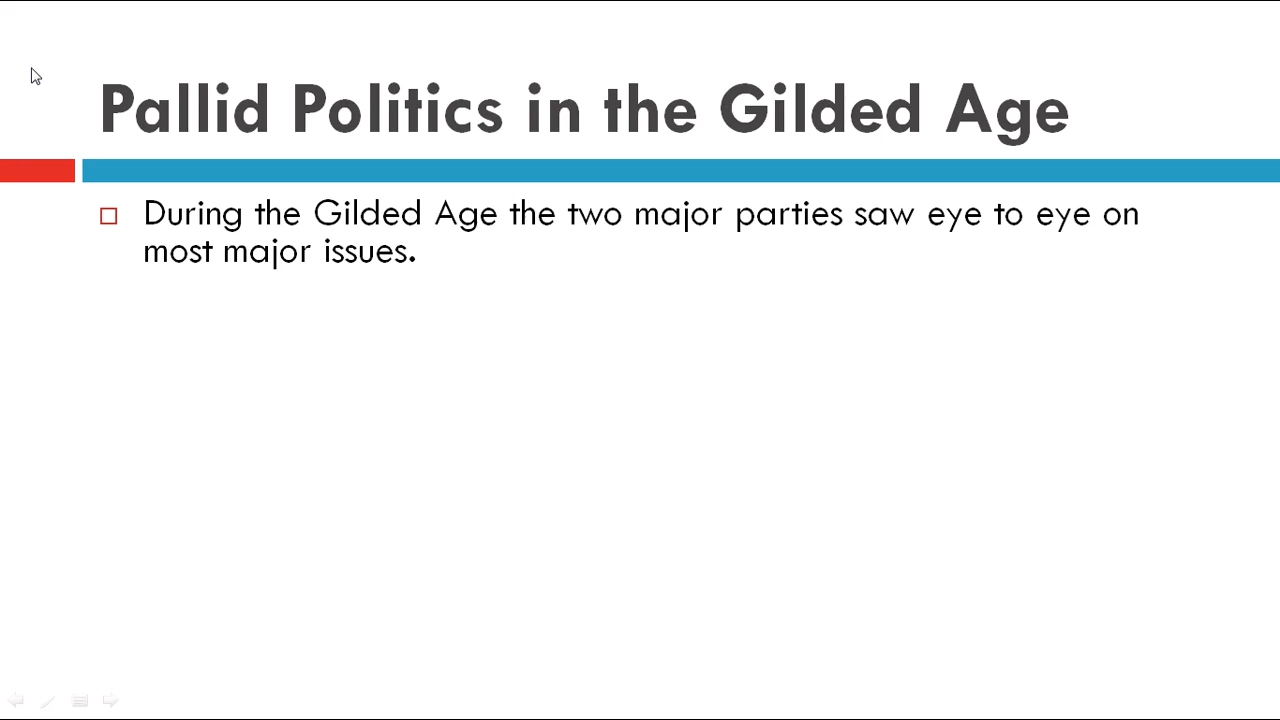 Pallid Politics in the Gilded Age
During the Gilded Age the two major parties saw eye to eye on
most major issues.